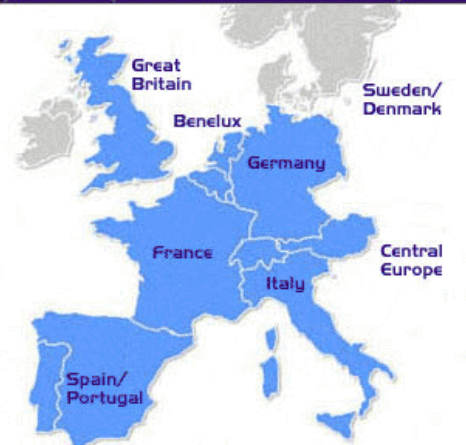 Great
Britain
Sweden/
Denmark
Benelux
Germany
France
Central
Europe
Italy
Spain/
Portugal